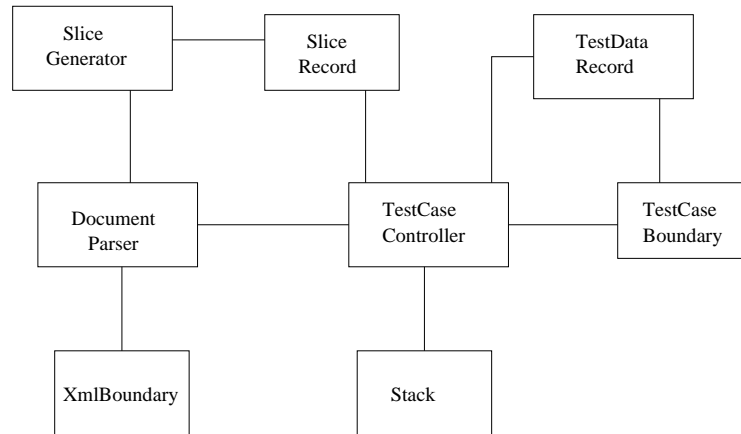 Slice
Generator
Slice
Record
TestData
Record
Document
Parser
TestCase
Controller
TestCase
Boundary
XmlBoundary
Stack